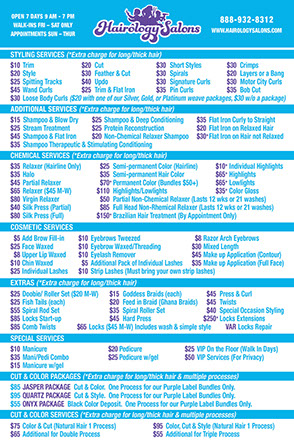 OPEN 7 DAYS 9 AM - 7 PM
WALK-INS FRI - SAT ONLY
APPOINTMENTS SUN - THUR
Hairology Salons
888-932-8312
WWW.HAIROLOGYSALONS.COM
STYLING SERVICES (*Extra charge for long/thick hair)
$10 Trim $20 Cut $30 Short Styles $30 Crimps
$20 Style $30 Feather & Cut $30 Spirals $20 Layers or a Bang
$25 Splitting Tracks $40 Updo $30 Signature Curls $30 Motor City Curls
$45 Wand Curls $25 Trim & Flat Iron $35 Pin Curls $35 Bob Cut
$30 Loose Body Curls ($20 with one of our Silver, Gold, or Platinum weave packages, $30 w/o a package)
ADDITIONAL SERVICES (*Extra charge for long/thick hair)
$15 Shampoo & Blow Dry $25 Shampoo & Deep Conditioning $35 Flat Iron Curly to Straight
$25 Stream Treatment $25 Protein Reconstruction $20 Flat Iron on Relaxed Hair
$45 Shampoo & Flat Iron $20 Non-Chemical Relaxer Shampoo $30* Flat Iron on Hair not Relaxed
$35 Shampoo Therapeutic & Stimulating Conditioning
CHEMICAL SERVICES (*Extra charge for long/thick hair)
$35 Relaxer (Hairline Only) $25 Semi-permanent Color (Hairline) $10* Individual Highlights
$35 Halo $35 Semi-permanent Hair Color $65* Highlights
$45 Partial Relaxer $70* Permanent Color (Bundles $50+) $65* Lowlights
$65 Relaxer ($45 M-W) $110 Highlights/Lowlights $35* Color Gloss
$80 Virgin Relaxer $50 Partial Non-Chemical Relaxer (Lasts 12 wks or 21 washes)
$40 Silk Press (Partial) $85 Full Head Non-Chemical Relaxer (Lasts 12 wks or 21 washes)
$80 Silk Press (Full) $150* Brazilian Hair Treatment (By Appointment Only)
COSMETIC SERVICES
$5 Add Brow Fill-in $10 Eyebrows Tweezed $8 Razor Arch Eyebrows
$25 Face Waxed $10 Eyebrow Waxed/Threading $30 Mixed Length
$8 Upper Lip Waxed $10 Eyelash Remover $45 Make up Application (Contour)
$10 Chin Waxed $5 Additional Pack of Individual Lashes $35 Make up Application (Full Face)
$25 Individual Lashes $10 Strip Lashes (Must bring your own strip lashes)
EXTRAS (*Extra charge for long/thick hair)
$25 Doobie/ Roller Set ($20 M-W) $15 Goddess Braids (each) $45 Press & Curl
$25 Fish Tails (each) $20 Feed in Braid (Ghana Braids) $45 Twists
$55 Spiral Rod Set $35 Spiral Roller Set $40 Special Occasion Styling
$85 Locks Start-up $45 Hard Press $250* Locks Extensions
$85 Comb Twists $65 Locks ($45 M-W) Includes wash & simple style VAR Locks Repair
SPECIAL SERVICES
$10 Manicure $20 Pedicure $25 VIP On the Floor (Walk In Days)
$35 Mani/Pedi Combo $25 Pedicure w/gol $50 VIP Services (For Privacy)
$15 Manicure w/gol
CUT & COLOR PACKAGES (*Extra charge for long/thick hair & multiple processes)
$85 JASPER PACKAGE Cut & Color. One Process for our Purple Label Bundles Only.
$95 QUARTZ PACKAGE Cut & Style. One Process for our Purple Label Bundles Only.
$55 ONYX PACKAGE Black Color Deposit. One Process for our Purple Label Bundles Only.
CUT & COLOR SERVICES (*Extra charge for long/thick hair & multiple processes)
$75 Color & Cut (Natural Hair 1 Process) $95 Color, Cut & Style (Natural Hair 1 Process)
$65 Additional for Double Process $55 Additional for Triple Process